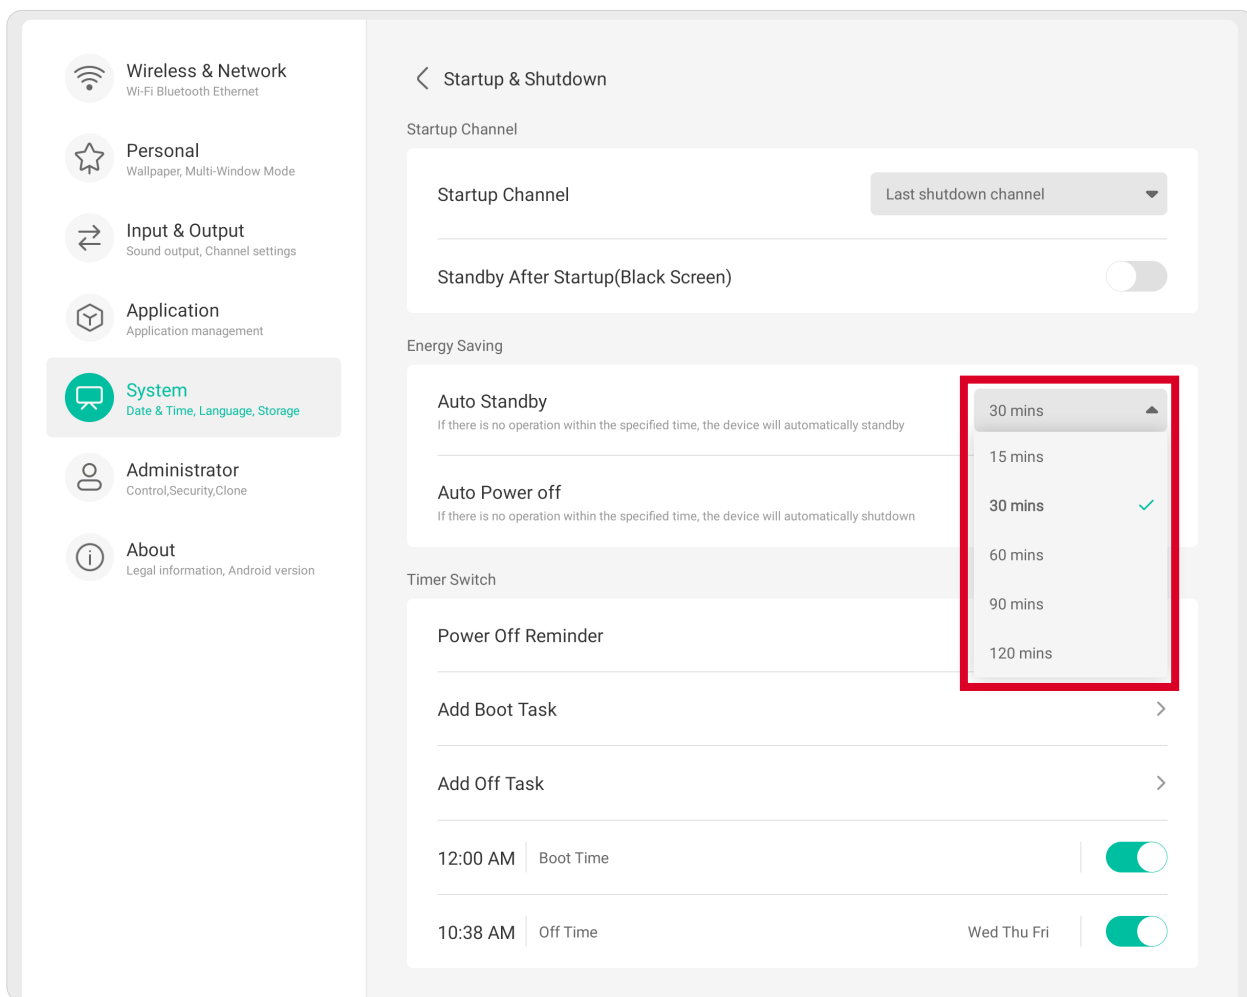 Wireless & Network
Wi-Fi Bluetooth Ethernet
Personal
Wallpaper, Multi-Window Mode
Input & Output
Sound output, Channel settings
Application
Application management
System
Date & Time, Language, Storage
Administrator
Control,Security,Clone
About
Legal information, Android version
Startup & Shutdown
Startup Channel
Startup Channel
Last shutdown channel
Standby After Startup(Black Screen)
Energy Saving
Auto Standby
If there is no operation within the specified time, the device will automatically standby
30 mins
15 mins
30 mins
60 mins
90 mins
120 mins
Auto Power off
If there is no operation within the specified time, the device will automatically shutdown
Timer Switch
Power Off Reminder
Add Boot Task
Add Off Task
12:00 AM Boot Time
10:38 AM Off Time Wed Thu Fri